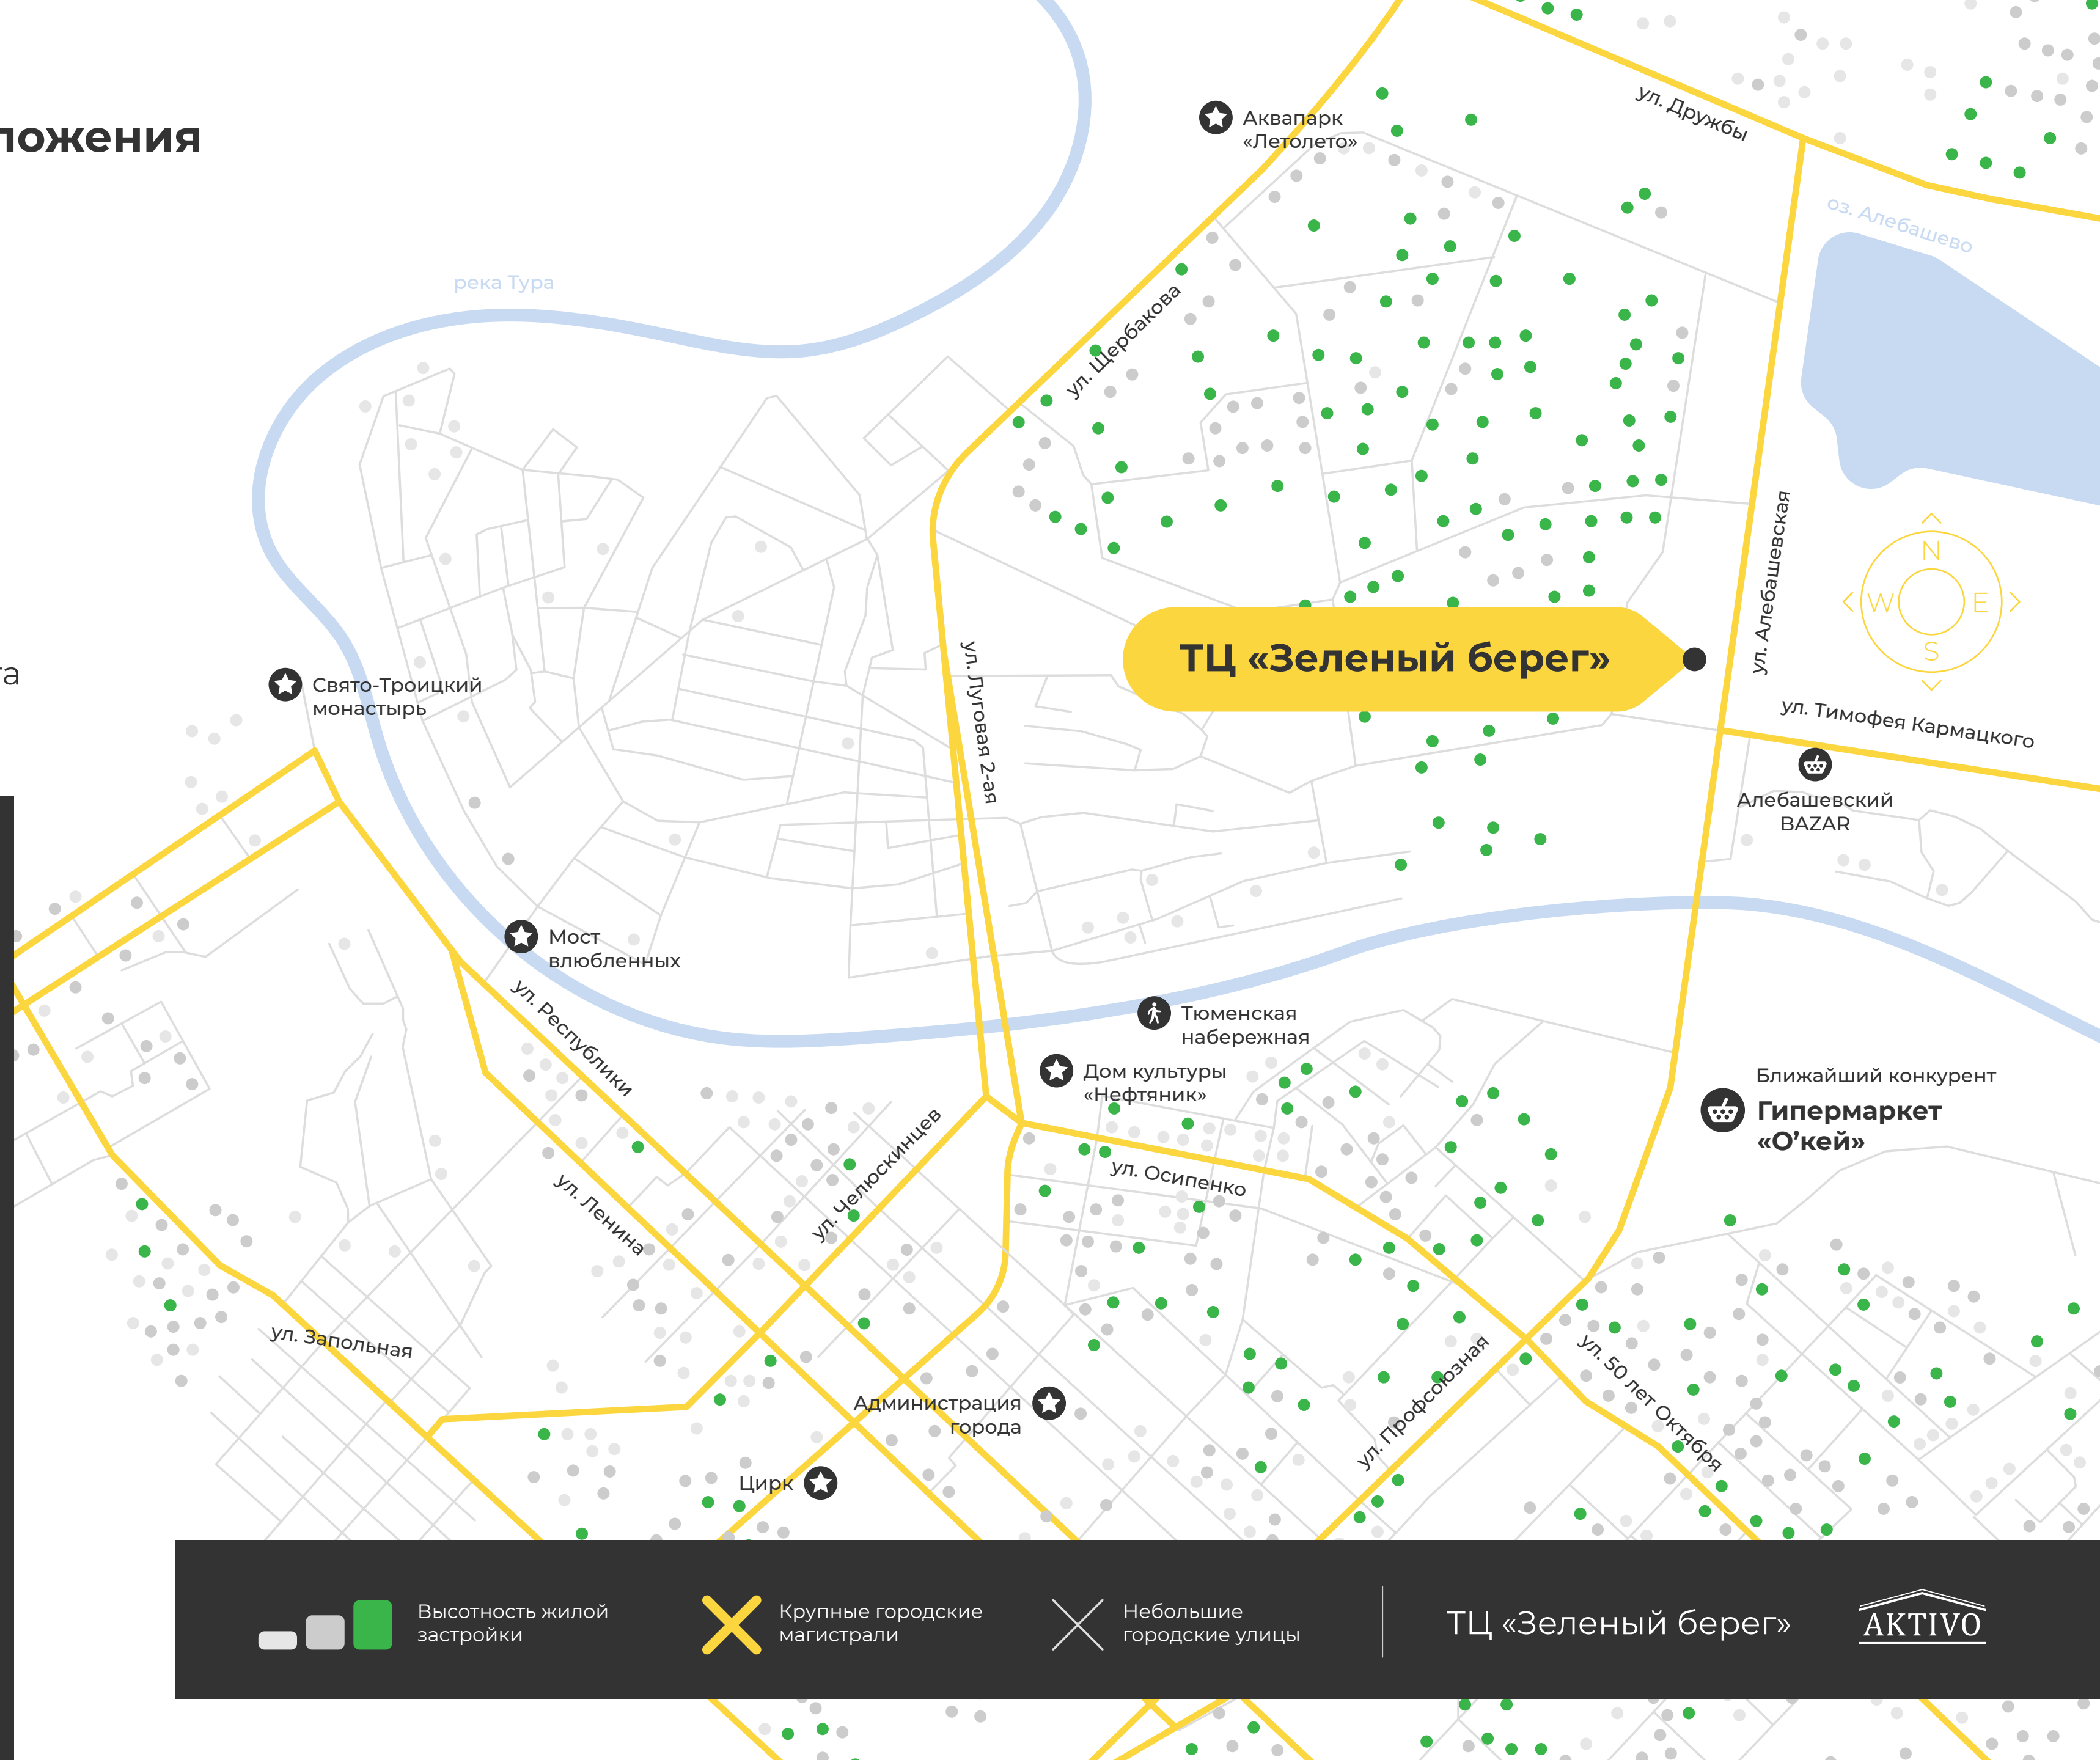 ул. Дружбы
Аквапарк
«Летолето»
оз. Алебашево
река Тура
ул. Щербакова
ул. Алебашевская
N
W
E
S
ул. Луговая 2-ая
ТЦ «Зеленый берег»
Свято-Троицкий
монастырь
ул. Тимофея Кармацкого
Алебашевский
BAZAR
Мост
влюбленных
ул. Республики
Тюменская
набережная
Дом культуры
«Нефтяник»
Ближайший конкурент
Гипермаркет
«О’кей»
ул. Челюскинцев
ул. Осипенко
ул. Ленина
ул. Запольная
ул. Профсоюзная
ул. 50 лет Октября
Администрация
города
Цирк
Высотность жилой
застройки
Крупные городские
магистрали
Небольшие
городские улицы
ТЦ «Зеленый берег»
AKTIVO